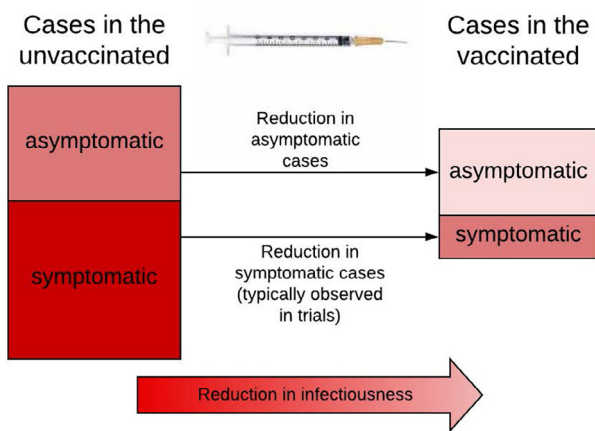 Cases in the
unvaccinated
Cases in the
vaccinated
asymptomatic
symptomatic
Reduction in
asymptomatic
cases
Reduction in
symptomatic cases
(typically observed
in trials)
asymptomatic
symptomatic
Reduction in infectiousness